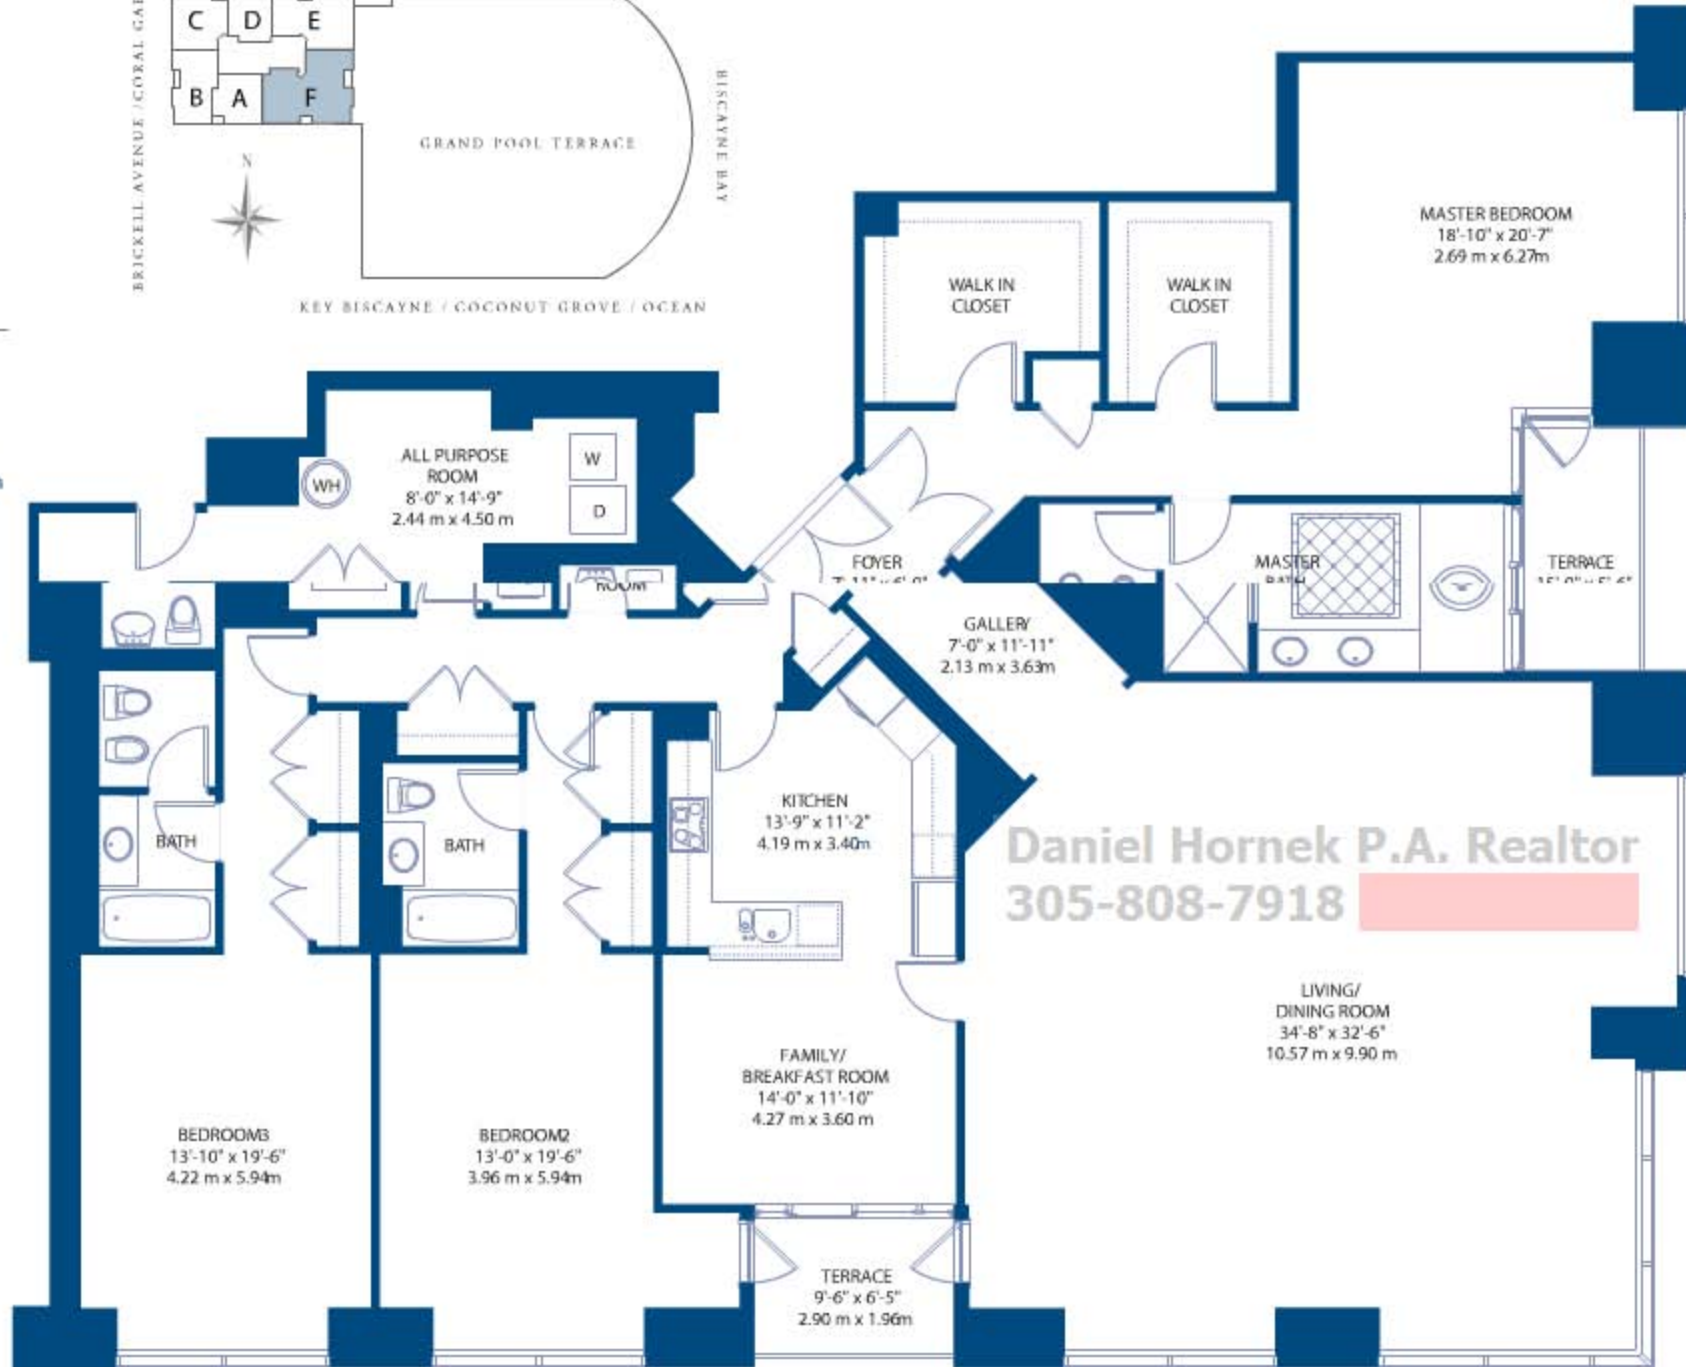 C D E
B A F
BRICKELL AVENUE / CORAL
GRAND POOL TERRACE
BISCAYNE BAY
N
KEY BISCAYNE / COCONUT GROVE / OCEAN
MASTER BEDROOM
18'-10" x 20'-7"
2.69 m x 6.27m
WALK IN
CLOSET
WALK IN
CLOSET
ALL PURPOSE
ROOM
8'-0" x 14'-9"
2.44 m x 4.50 m
WH
W
D
FOYER
ROOM
MASTER
BATH
TERRACE
GALLERY
7'-0" x 11'-11"
2.13 m x 3.63m
KITCHEN
13'-9" x 11'-2"
4.19 m x 3.40m
BATH
BATH
Daniel Hornek P.A. Realtor
305-808-7918
LIVING/
DINING ROOM
34'-8" x 32'-6"
10.57 m x 9.90 m
FAMILY/
BREAKFAST ROOM
14'-0" x 11'-10"
4.27 m x 3.60 m
BEDROOM3
13'-10" x 19'-6"
4.22 m x 5.94m
BEDROOM2
13'-0" x 19'-6"
3.96 m x 5.94m
TERRACE
9'-6" x 6'-5"
2.90 m x 1.96m